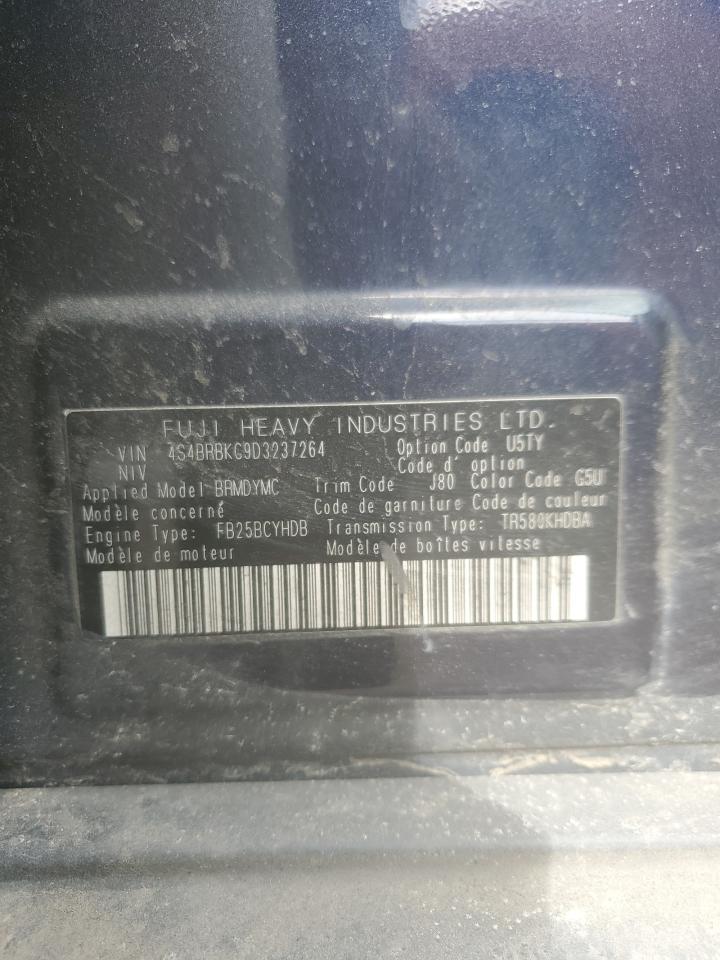 FUJI HEAVY INDUSTRIES LTD.
VIN 4S4BRBKC9D3237264 Option Code U5TY
NIV Code d' option
Applied Model BRMDYMC Trim Code J80 Color Code G5U
Modèle concerné Code de garniture Code de couleur
Engine Type: FB25BCYHDB Transmission Type: TR580KHDBA
Modèle de moteur Modèle de boîtes vitesse